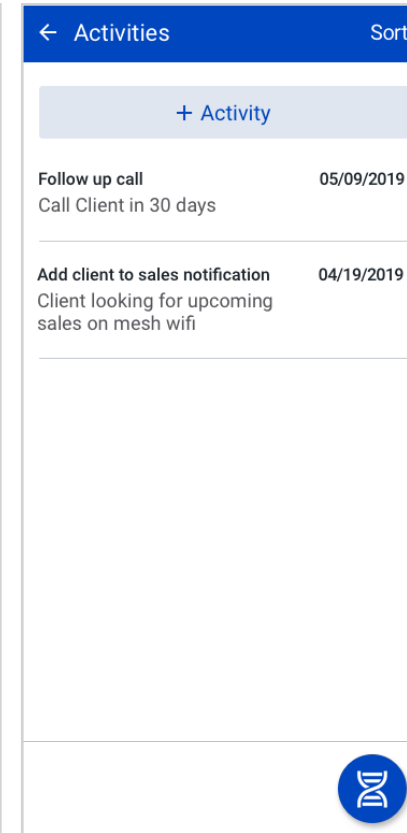 Activities Sort
+ Activity
Follow up call 05/09/2019
Call Client in 30 days
Add client to sales notification 04/19/2019
Client looking for upcoming
sales on mesh wifi